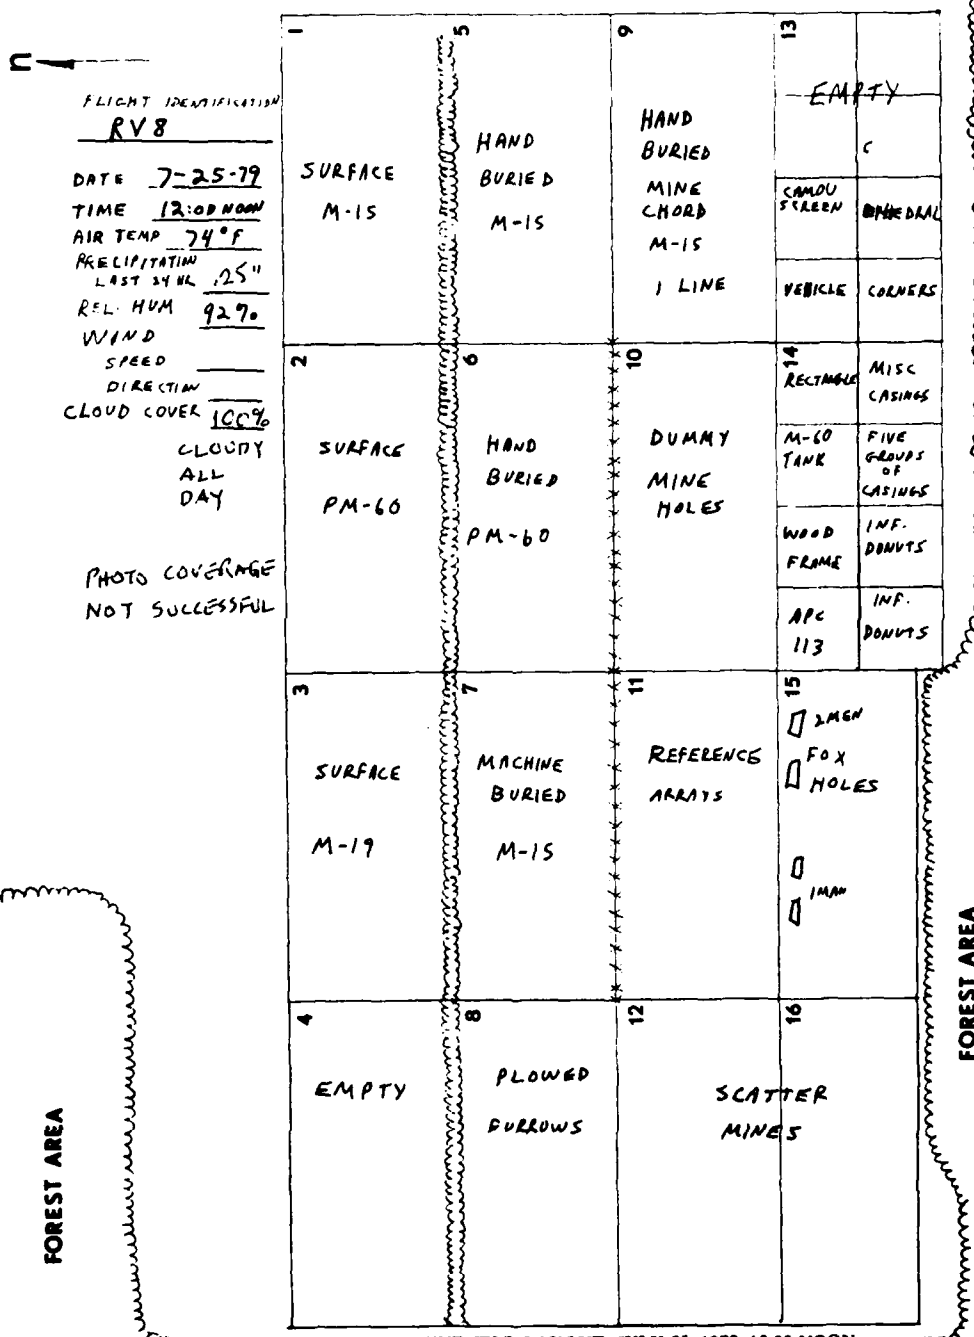 n
FLIGHT IDENTIFICATION
RV8
DATE 7-25-79
TIME 12:00 NOON
AIR TEMP 74°F
PRECIPITATION
LAST 24 HR .25"
REL. HUM 92%
WIND
SPEED
DIRECTION
CLOUD COVER 100%
CLOUDY
ALL
DAY
PHOTO COVERAGE
NOT SUCCESSFUL
1
SURFACE
M-15
5
HAND
BURIED
M-15
9
HAND
BURIED
MINE
CHORD
M-15
1 LINE
13
EMPTY
C
CAMOU
SCREEN
VEHICLE
CORNERS
2
SURFACE
PM-60
6
HAND
BURIED
PM-60
10
DUMMY
MINE
HOLES
14
RECTANGLE
MISC
CASINGS
M-60
TANK
FIVE
GROUPS
OF
CASINGS
WOOD
FRAME
INF.
DONUTS
APC
113
INF.
DONUTS
3
SURFACE
M-19
7
MACHINE
BURIED
M-15
11
REFERENCE
ARRAYS
15
2 MEN
FOX
HOLES
1 MAN
4
EMPTY
8
PLOWED
FURROWS
12
16
SCATTER
MINES
FOREST AREA
FOREST AREA